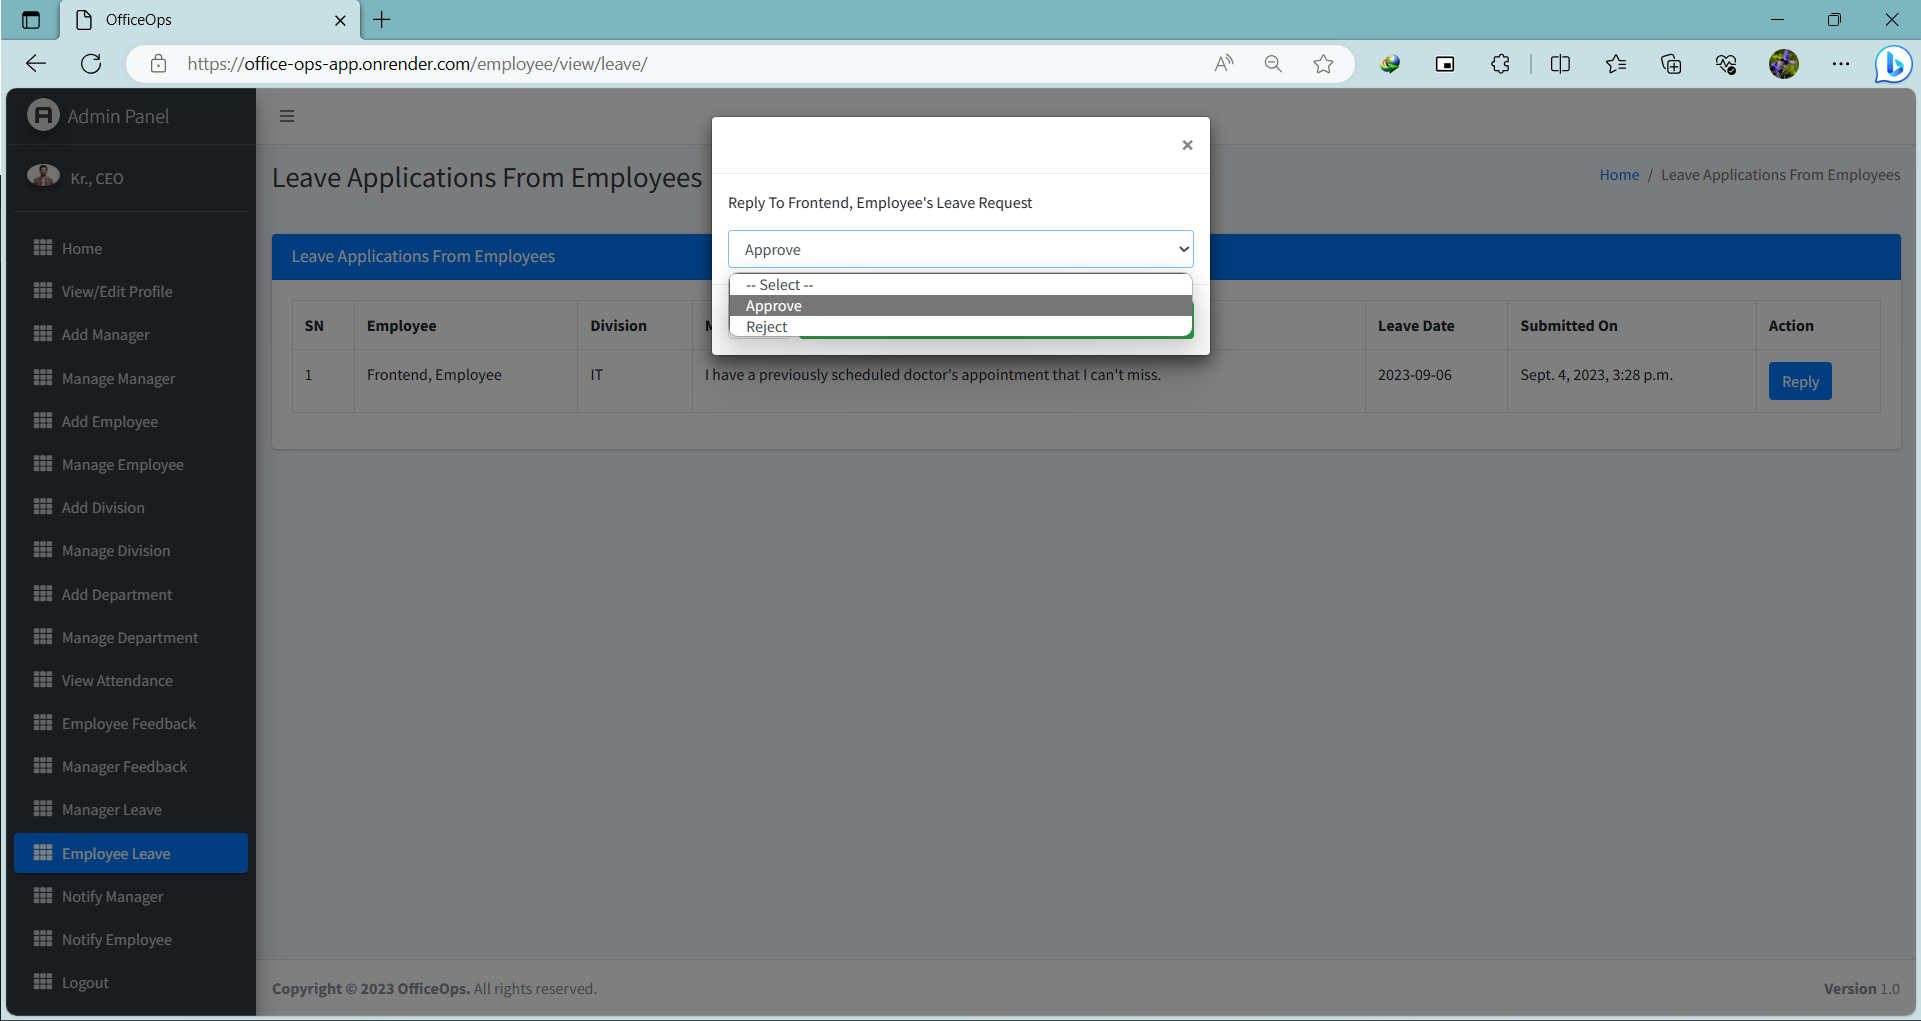 OfficeOps
https://office-ops-app.onrender.com/employee/view/leave/
Admin Panel
Kr., CEO
Home
View/Edit Profile
Add Manager
Manage Manager
Add Employee
Manage Employee
Add Division
Manage Division
Add Department
Manage Department
View Attendance
Employee Feedback
Manager Feedback
Manager Leave
Employee Leave
Notify Manager
Notify Employee
Logout
Leave Applications From Employees
Home / Leave Applications From Employees
Leave Applications From Employees
×
Reply To Frontend, Employee's Leave Request
Approve
-- Select --
Approve
Reject
SN Employee Division Leave Date Submitted On Action
1 Frontend, Employee IT I have a previously scheduled doctor's appointment that I can't miss. 2023-09-06 Sept. 4, 2023, 3:28 p.m. Reply
Copyright © 2023 OfficeOps. All rights reserved.
Version 1.0